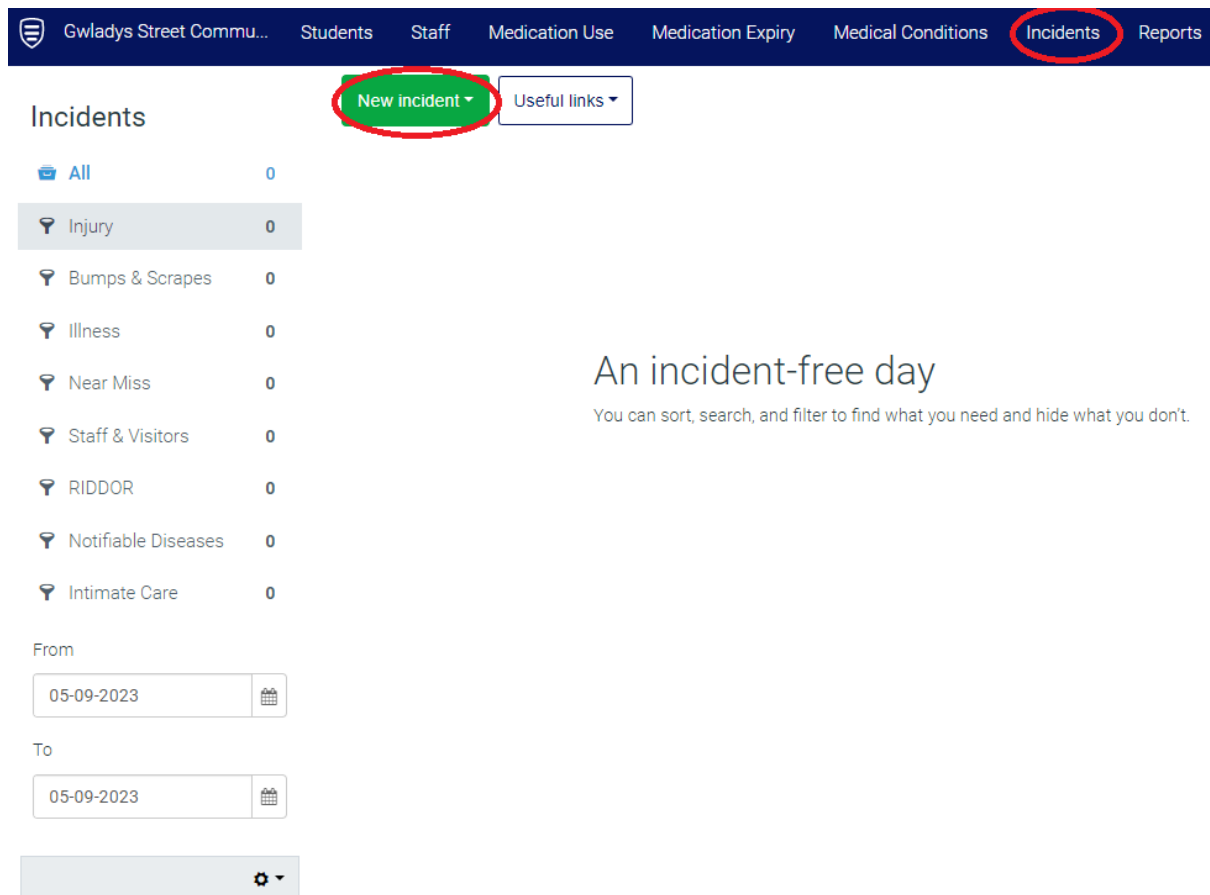 Gwladys Street Commu... Students Staff Medication Use Medication Expiry Medical Conditions Incidents Reports
New incident Useful links
Incidents
All 0
Injury 0
Bumps & Scrapes 0
Illness 0
Near Miss 0
Staff & Visitors 0
RIDDOR 0
Notifiable Diseases 0
Intimate Care 0
From
05-09-2023
To
05-09-2023
An incident-free day
You can sort, search, and filter to find what you need and hide what you don't.